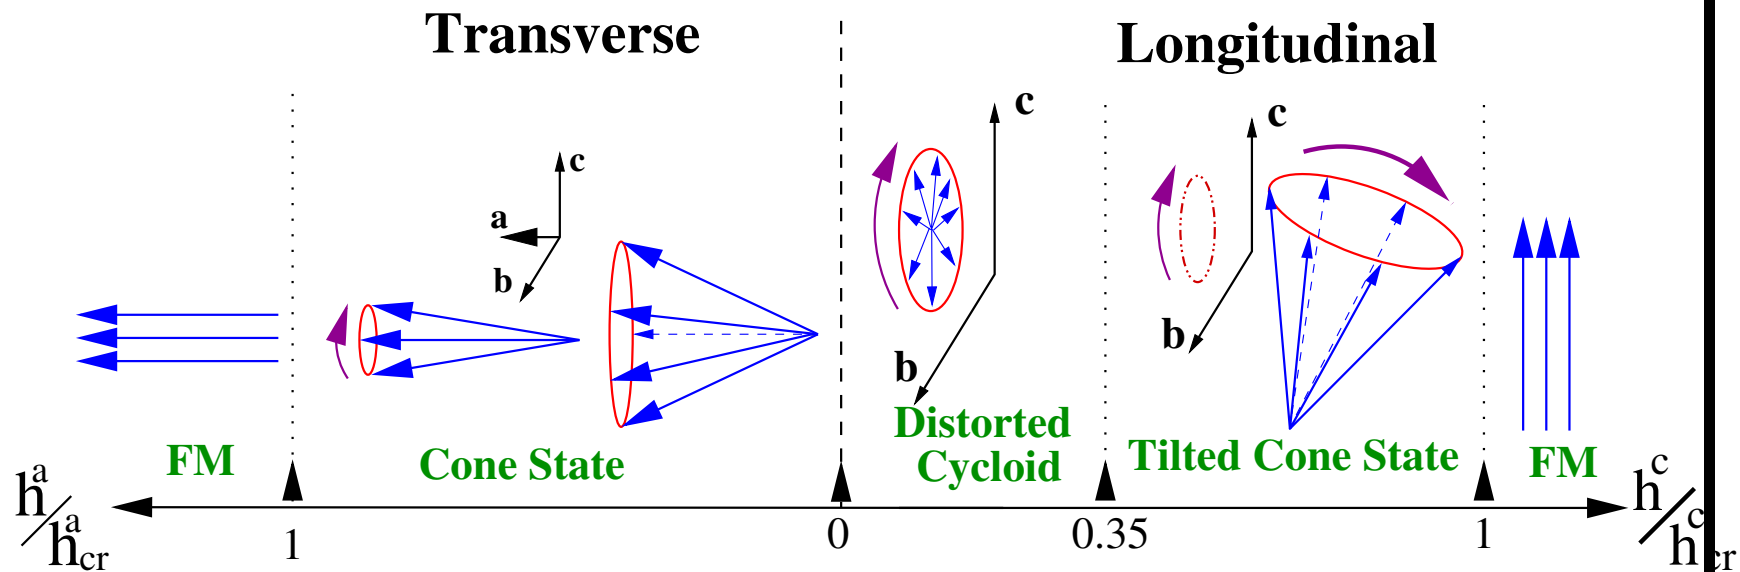 Transverse
Longitudinal
c
a
b
c
b
c
b
FM
Cone State
Distorted
Cycloid
Tilted Cone State
FM
h^a/h^a_cr
1
0
0.35
1
h^c/h^c_cr